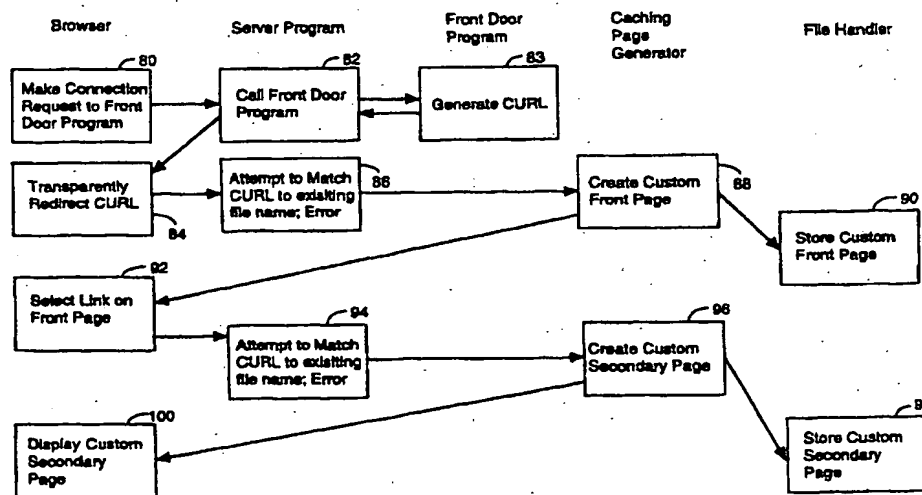 Browser
Server Program
Front Door
Program
Caching
Page
Generator
File Handler
80
Make Connection
Request to Front
Door Program
82
Call Front Door
Program
83
Generate CURL
Transparently
Redirect CURL
84
Attempt to Match
CURL to exisiting
file name; Error
86
Create Custom
Front Page
88
90
Store Custom
Front Page
92
Select Link on
Front Page
94
Attempt to Match
CURL to exisiting
file name; Error
96
Create Custom
Secondary Page
100
Display Custom
Secondary
Page
Store Custom
Secondary
Page